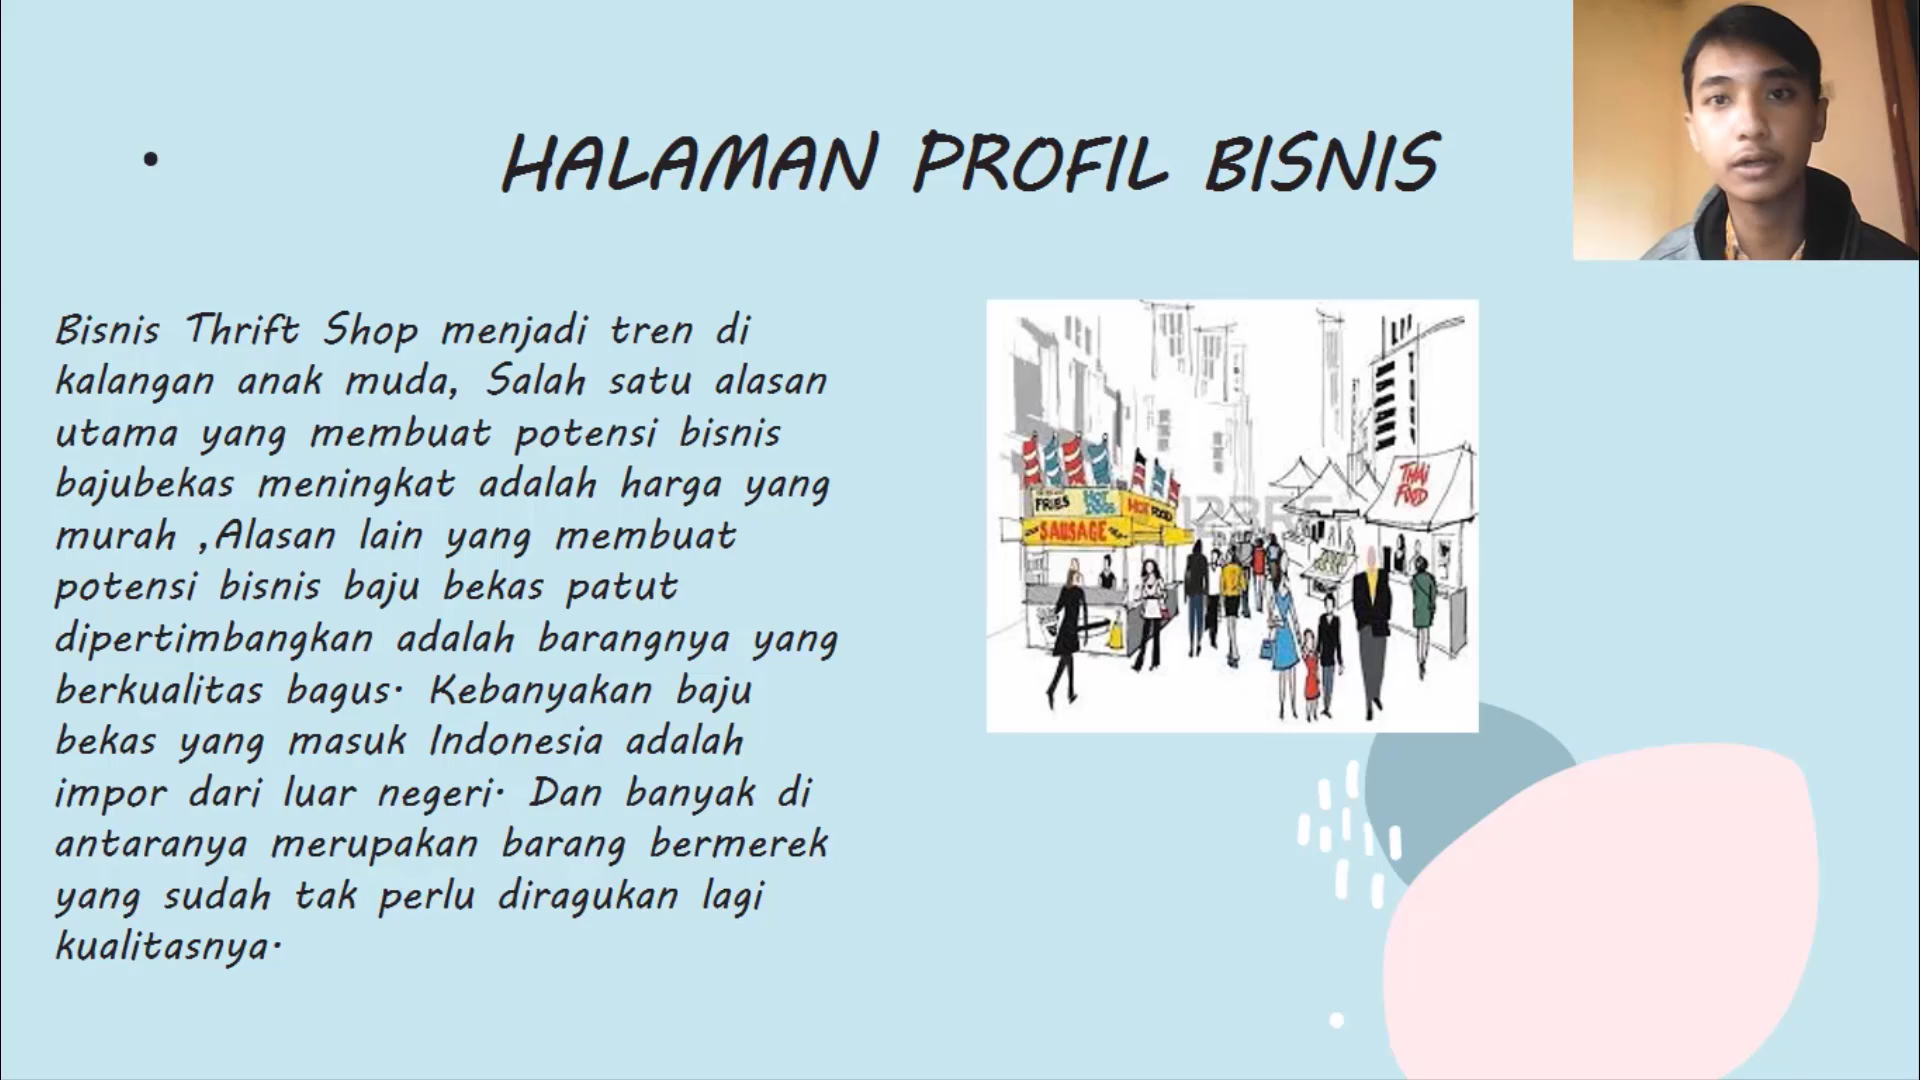 • HALAMAN PROFIL BISNIS
Bisnis Thrift Shop menjadi tren di
kalangan anak muda, Salah satu alasan
utama yang membuat potensi bisnis
bajubekas meningkat adalah harga yang
murah ,Alasan lain yang membuat
potensi bisnis baju bekas patut
dipertimbangkan adalah barangnya yang
berkualitas bagus. Kebanyakan baju
bekas yang masuk Indonesia adalah
impor dari luar negeri. Dan banyak di
antaranya merupakan barang bermerek
yang sudah tak perlu diragukan lagi
kualitasnya.
FRIES
HOT
DOGS
HOT FOOD
SAUSAGE
THAI
FOOD